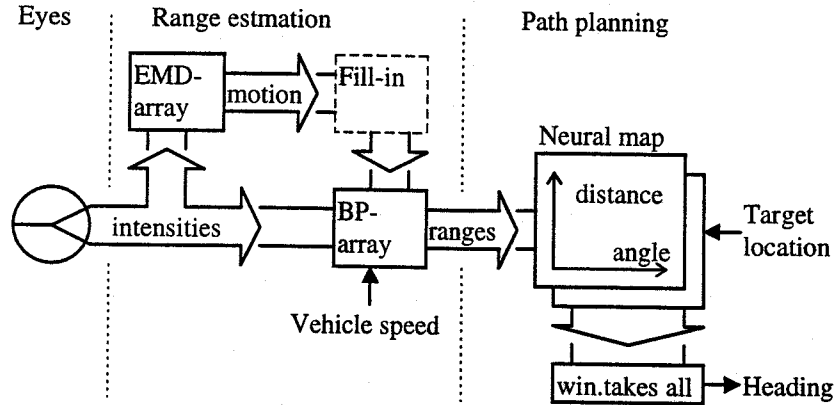 Eyes
Range estmation
Path planning
EMD-
array
motion
Fill-in
Neural map
intensities
BP-
array
ranges
distance
angle
Target
location
Vehicle speed
win.takes all
Heading